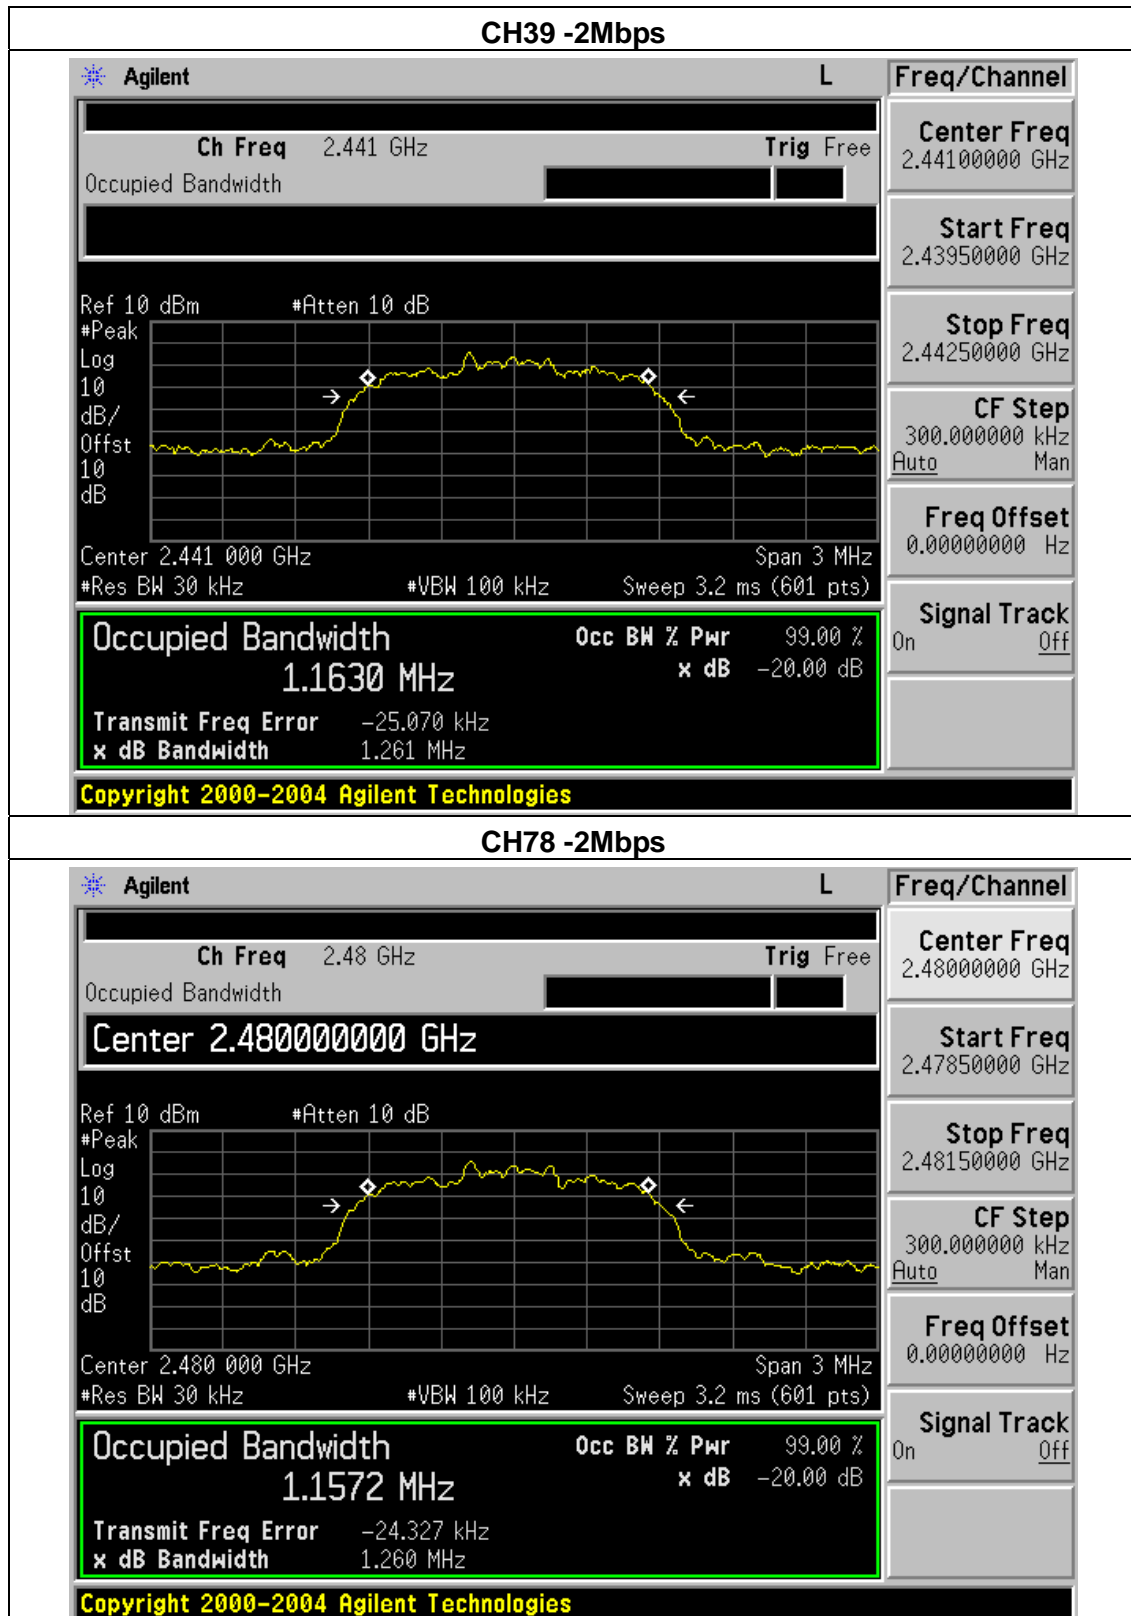 CH39 -2Mbps
Agilent L Freq/Channel
Ch Freq 2.441 GHz Trig Free
Occupied Bandwidth
Center Freq
2.44100000 GHz
Start Freq
2.43950000 GHz
Stop Freq
2.44250000 GHz
CF Step
300.000000 kHz
Auto Man
Freq Offset
0.00000000 Hz
Signal Track
On Off
Ref 10 dBm #Atten 10 dB
#Peak
Log
10
dB/
Offst
10
dB
Center 2.441 000 GHz Span 3 MHz
#Res BW 30 kHz #VBW 100 kHz Sweep 3.2 ms (601 pts)
Occupied Bandwidth Occ BW % Pwr 99.00 %
1.1630 MHz x dB -20.00 dB
Transmit Freq Error -25.070 kHz
x dB Bandwidth 1.261 MHz
Copyright 2000-2004 Agilent Technologies
CH78 -2Mbps
Agilent L Freq/Channel
Ch Freq 2.48 GHz Trig Free
Occupied Bandwidth
Center 2.480000000 GHz
Center Freq
2.48000000 GHz
Start Freq
2.47850000 GHz
Stop Freq
2.48150000 GHz
CF Step
300.000000 kHz
Auto Man
Freq Offset
0.00000000 Hz
Signal Track
On Off
Ref 10 dBm #Atten 10 dB
#Peak
Log
10
dB/
Offst
10
dB
Center 2.480 000 GHz Span 3 MHz
#Res BW 30 kHz #VBW 100 kHz Sweep 3.2 ms (601 pts)
Occupied Bandwidth Occ BW % Pwr 99.00 %
1.1572 MHz x dB -20.00 dB
Transmit Freq Error -24.327 kHz
x dB Bandwidth 1.260 MHz
Copyright 2000-2004 Agilent Technologies